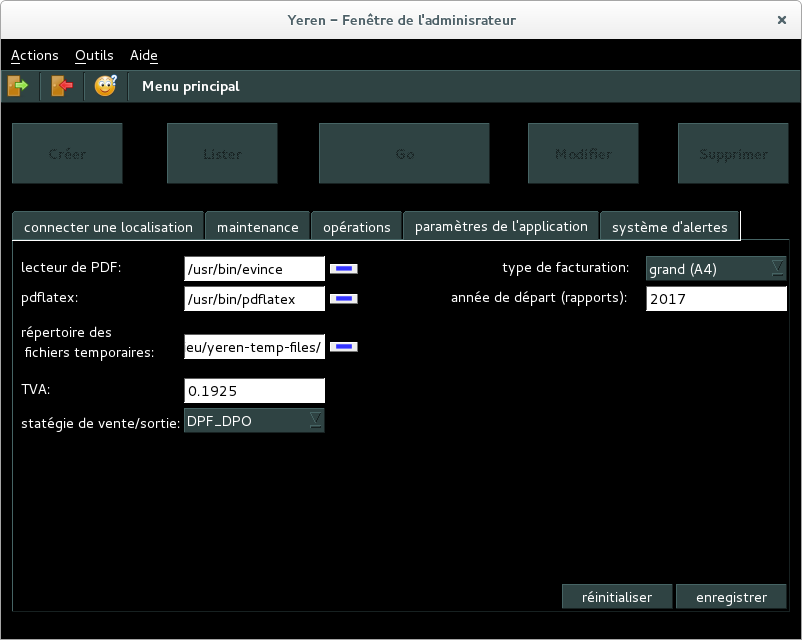 Yeren – Fenêtre de l'adminisrateur
Actions Outils Aide
Menu principal
Créer Lister Go Modifier Supprimer
connecter une localisation maintenance opérations paramètres de l'application système d'alertes
lecteur de PDF: /usr/bin/evince type de facturation: grand (A4)
pdflatex: /usr/bin/pdflatex année de départ (rapports): 2017
répertoire des
fichiers temporaires: eu/yeren-temp-files/
TVA: 0.1925
statégie de vente/sortie: DPF_DPO
réinitialiser enregistrer